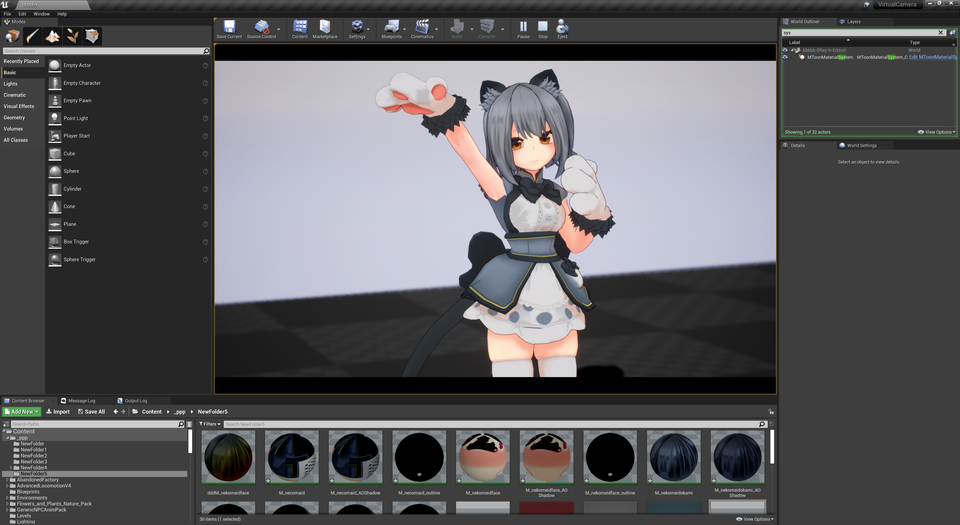 VirtualCamera
File Edit Window Help
Modes
World Outliner
Layers
Save Current
Source Control
Content
Marketplace
Settings
Blueprints
Cinematics
Build
Compile
Pause
Stop
Eject
sys
Search Classes
Label
Type
Recently Placed
Basic
Lights
Cinematic
Visual Effects
Geometry
Volumes
All Classes
Empty Actor
Empty Character
Empty Pawn
Point Light
Player Start
Cube
Sphere
Cylinder
Cone
Plane
Box Trigger
Sphere Trigger
(Play In Editor)
World
MToonMaterialSystem
MToonMaterialSystem_C
Edit MToonMaterialSy
Showing 1 of 32 actors
View Options
Details
World Settings
Select an object to view details
Content Browser
Message Log
Output Log
Add New
Import
Save All
Content
_ppp
NewFolder5
Search Paths
Filters
Search NewFolder5
Content
_ppp
NewFolder
NewFolder1
NewFolder2
NewFolder3
NewFolder4
NewFolder5
AbandonedFactory
AdvancedLocomotionV4
Blueprints
Environments
Flowers_and_Plants_Nature_Pack
GenericNPCAnimPack
Levels
Lighting
dddM_nekomeidface
M_necomaid
M_necomaid_AOShadow
M_necomaid_outline
M_nekomeidface
M_nekomeidface_AO
Shadow
M_nekomeidface_outline
M_nekomeidokami
M_nekomeidokami_AO
Shadow
50 items (1 selected)
View Options